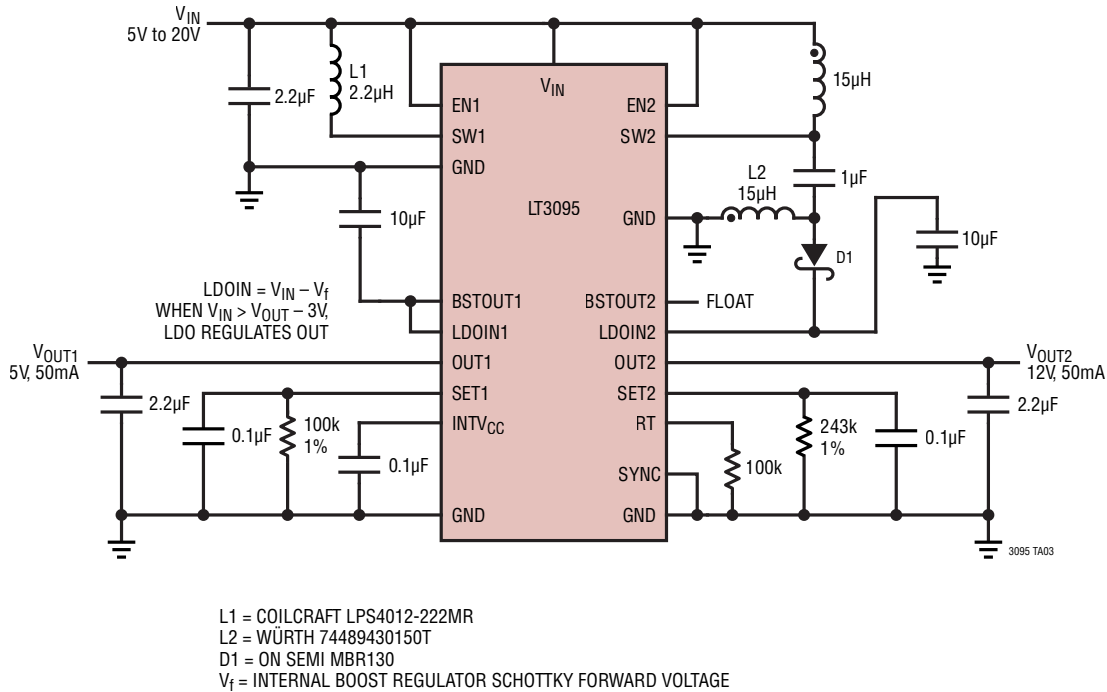 VIN
5V to 20V
2.2µF
L1
2.2µH
VIN
EN1
EN2
15µH
SW1
SW2
GND
1µF
L2
15µH
LT3095
10µF
GND
10µF
D1
LDOIN = VIN – Vf
WHEN VIN > VOUT – 3V,
LDO REGULATES OUT
BSTOUT1
BSTOUT2
FLOAT
LDOIN1
LDOIN2
VOUT1
5V, 50mA
OUT1
OUT2
VOUT2
12V, 50mA
2.2µF
SET1
SET2
2.2µF
0.1µF
100k
1%
INTVCC
RT
243k
1%
0.1µF
0.1µF
100k
SYNC
GND
GND
3095 TA03
L1 = COILCRAFT LPS4012-222MR
L2 = WÜRTH 74489430150T
D1 = ON SEMI MBR130
Vf = INTERNAL BOOST REGULATOR SCHOTTKY FORWARD VOLTAGE